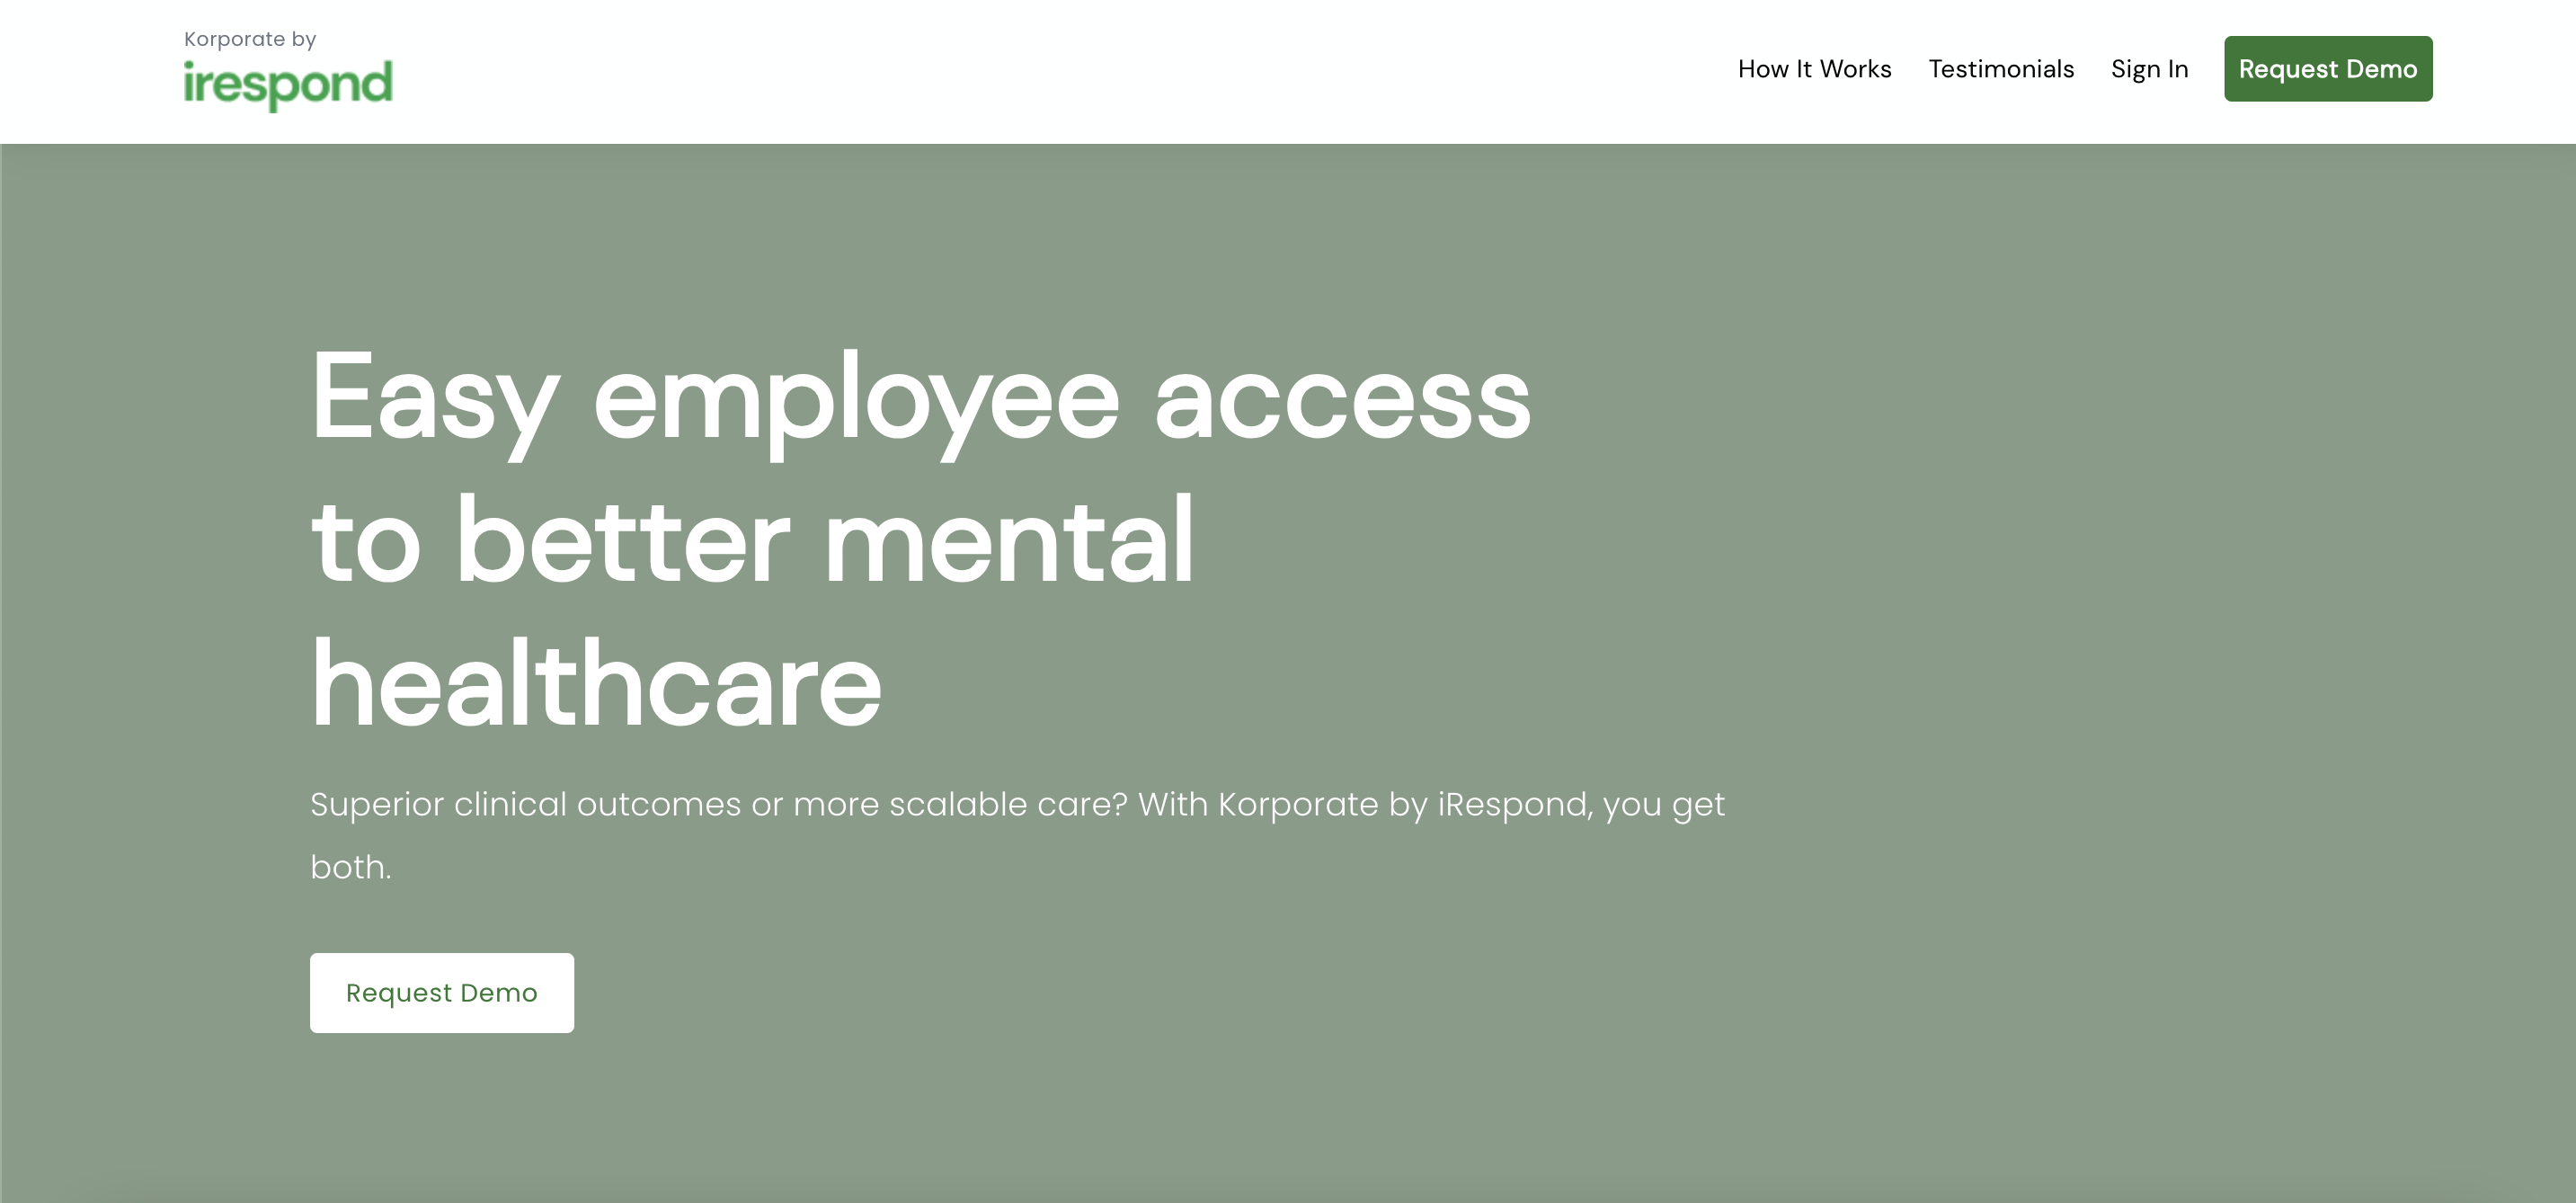 Korporate by
irespond
How It Works
Testimonials
Sign In
Request Demo
Easy employee access
to better mental
healthcare
Superior clinical outcomes or more scalable care? With Korporate by iRespond, you get
both.
Request Demo